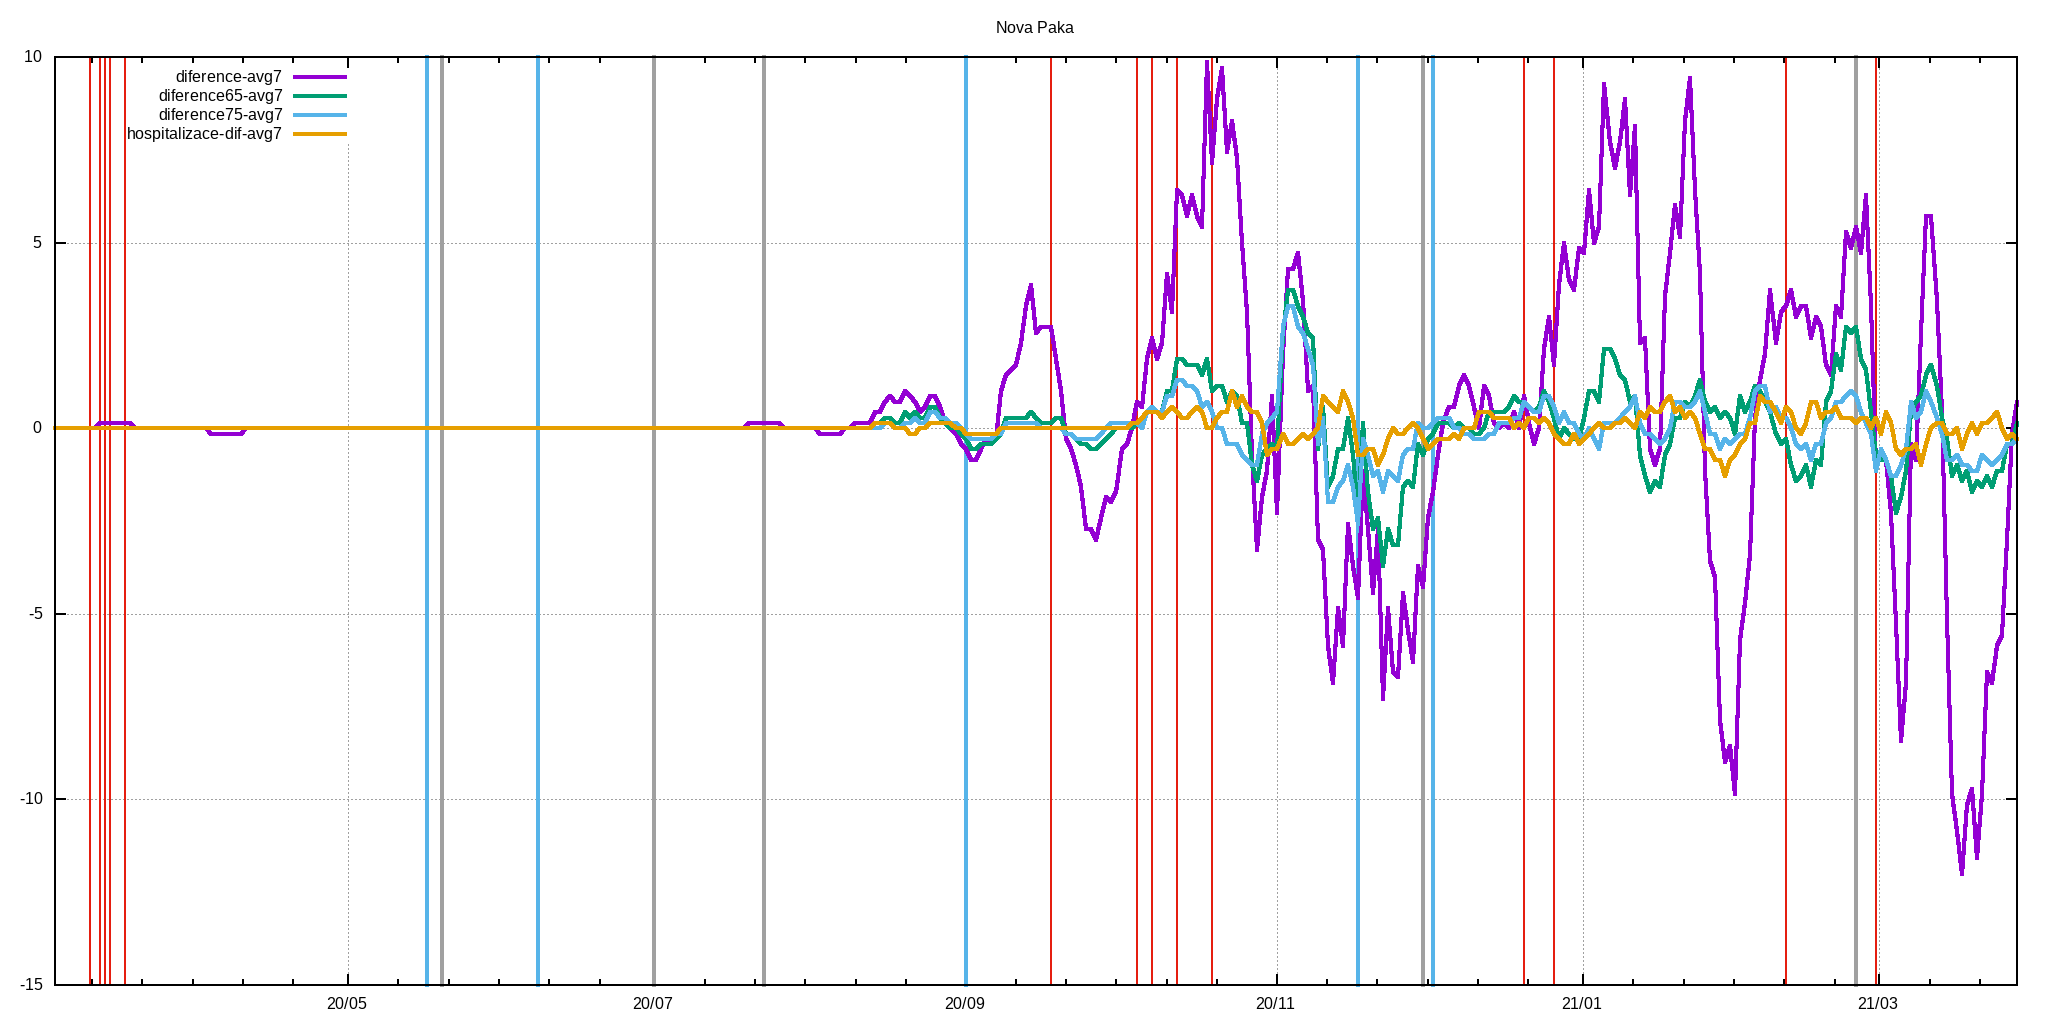 Nova Paka
10
diference-avg7
diference65-avg7
diference75-avg7
hospitalizace-dif-avg7
5
0
-5
-10
-15
20/05 20/07 20/09 20/11 21/01 21/03